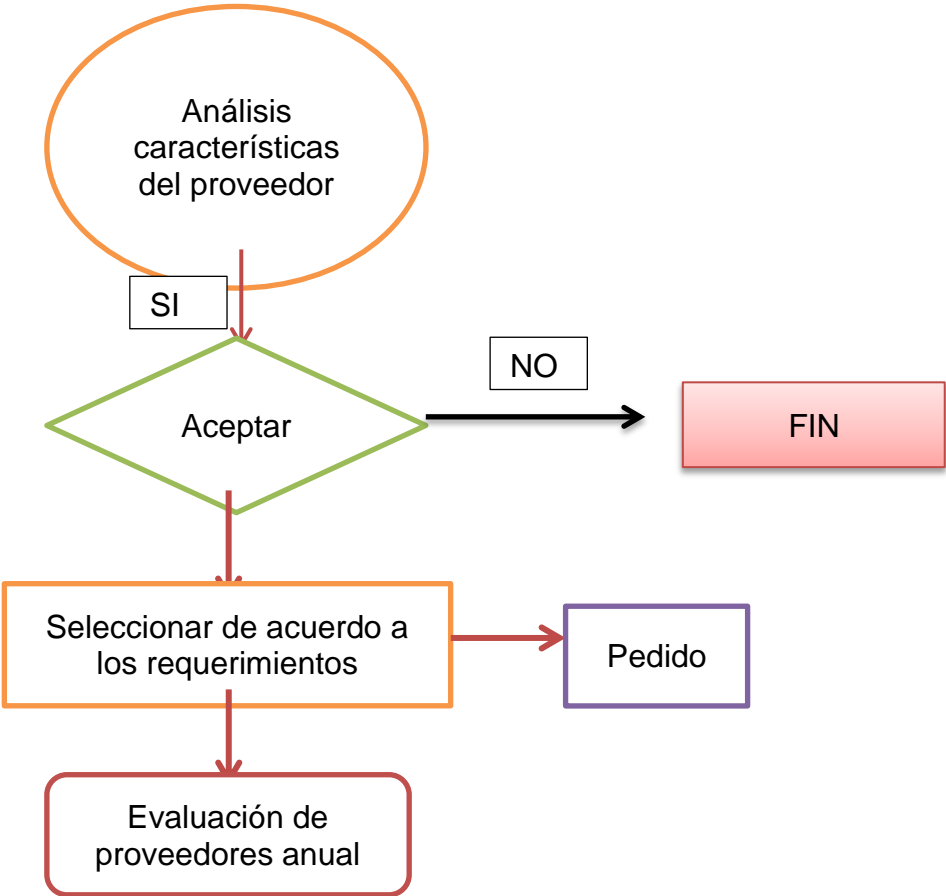 Análisis
características
del proveedor
SI
NO
Aceptar
FIN
Seleccionar de acuerdo a
los requerimientos
Pedido
Evaluación de
proveedores anual